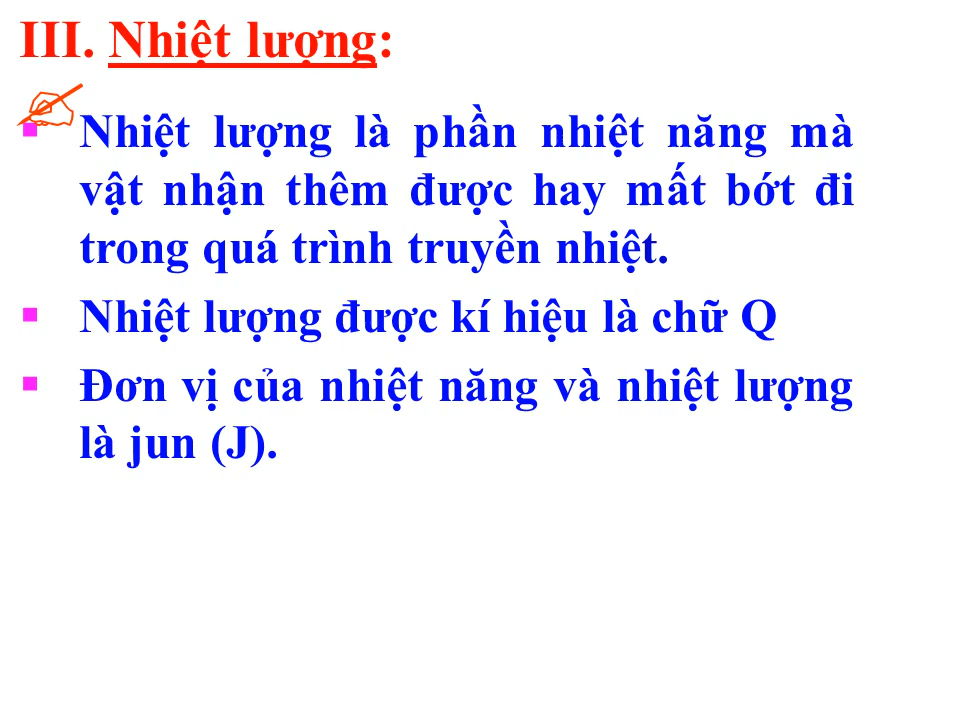 III. Nhiệt lượng:
Nhiệt lượng là phần nhiệt năng mà
vật nhận thêm được hay mất bớt đi
trong quá trình truyền nhiệt.
Nhiệt lượng được kí hiệu là chữ Q
Đơn vị của nhiệt năng và nhiệt lượng
là jun (J).